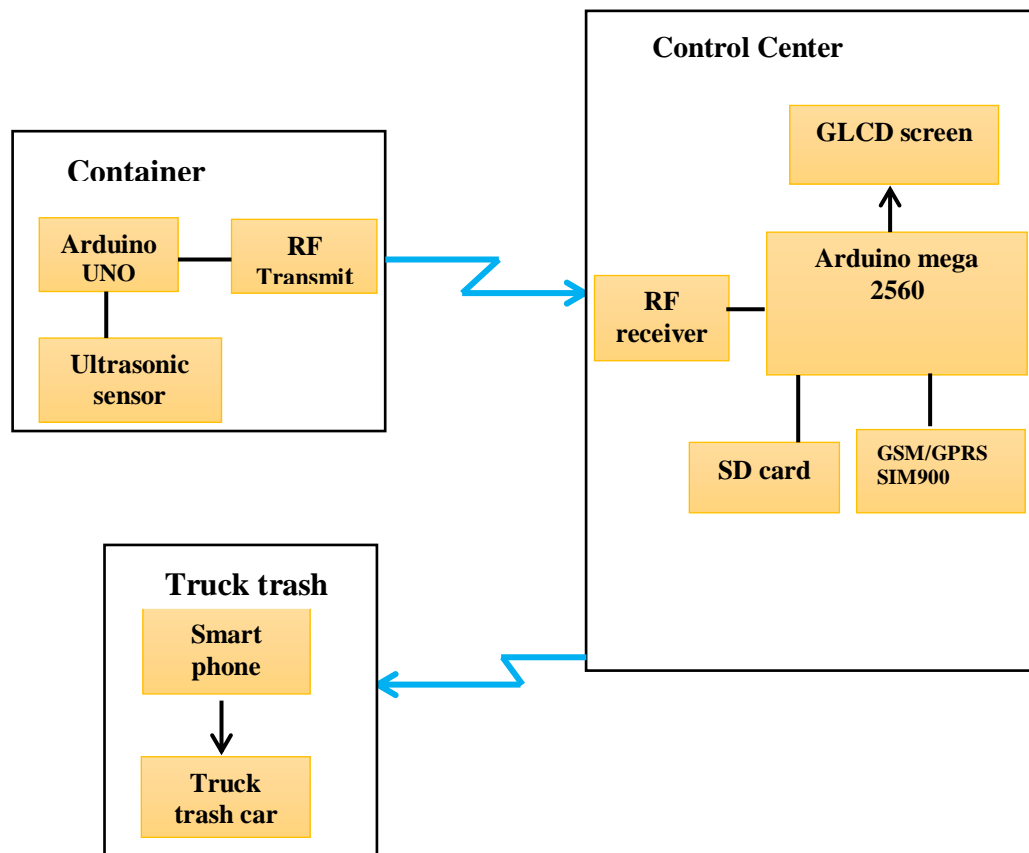 Control Center
GLCD screen
Container
Arduino
UNO
RF
Transmit
Arduino mega
2560
RF
receiver
Ultrasonic
sensor
SD card
GSM/GPRS
SIM900
Truck trash
Smart
phone
Truck
trash car